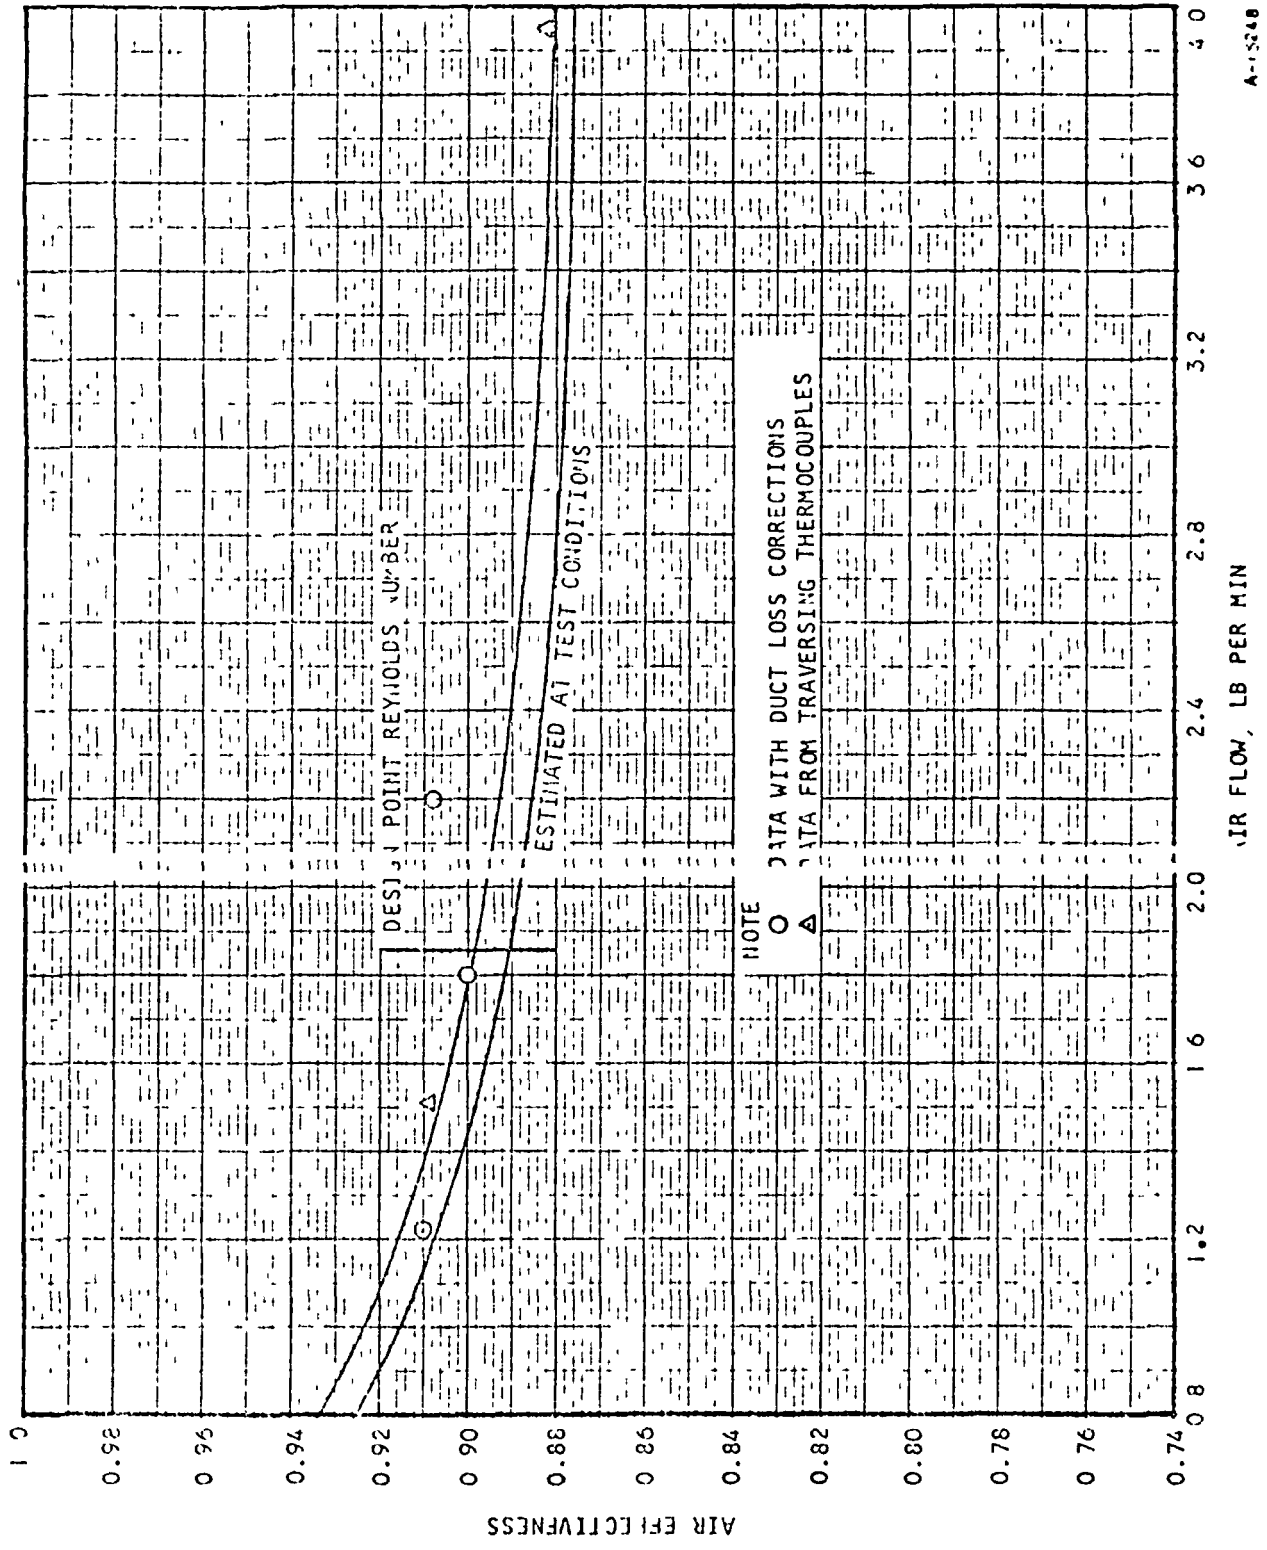 AIR EFFECTIVENESS
1 0
0.98
0 96
0.94
0.92
0.90
0.88
0 86
0.84
0.82
0.80
0.78
0 76
0.74
0 8
1.2
1 6
2.0
2.4
2.8
3.2
3 6
4 0
AIR FLOW, LB PER MIN
DESIGN POINT REYNOLDS NUMBER
ESTIMATED AT TEST CONDITIONS
NOTE
DATA WITH DUCT LOSS CORRECTIONS
DATA FROM TRAVERSING THERMOCOUPLES
A-15248